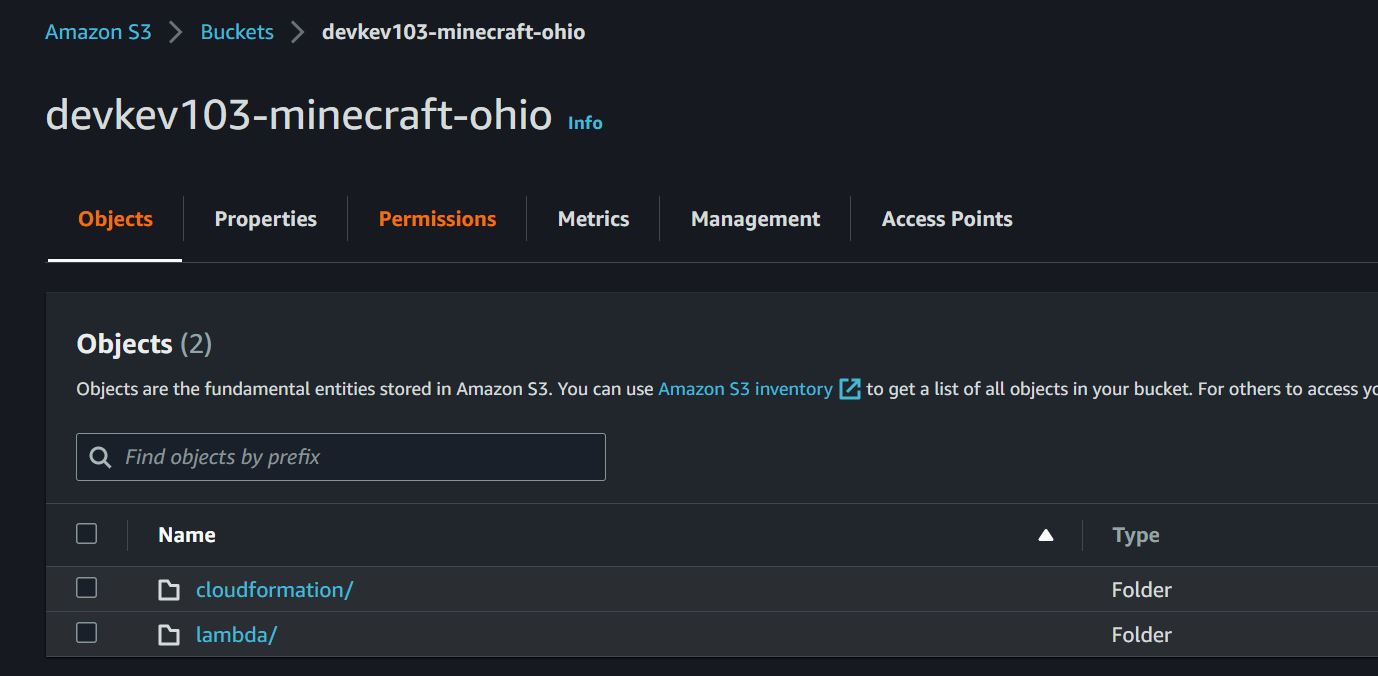 Amazon S3 > Buckets > devkev103-minecraft-ohio
devkev103-minecraft-ohio Info
Objects Properties Permissions Metrics Management Access Points
Objects (2)
Objects are the fundamental entities stored in Amazon S3. You can use Amazon S3 inventory to get a list of all objects in your bucket. For others to access
Find objects by prefix
Name Type
cloudformation/ Folder
lambda/ Folder